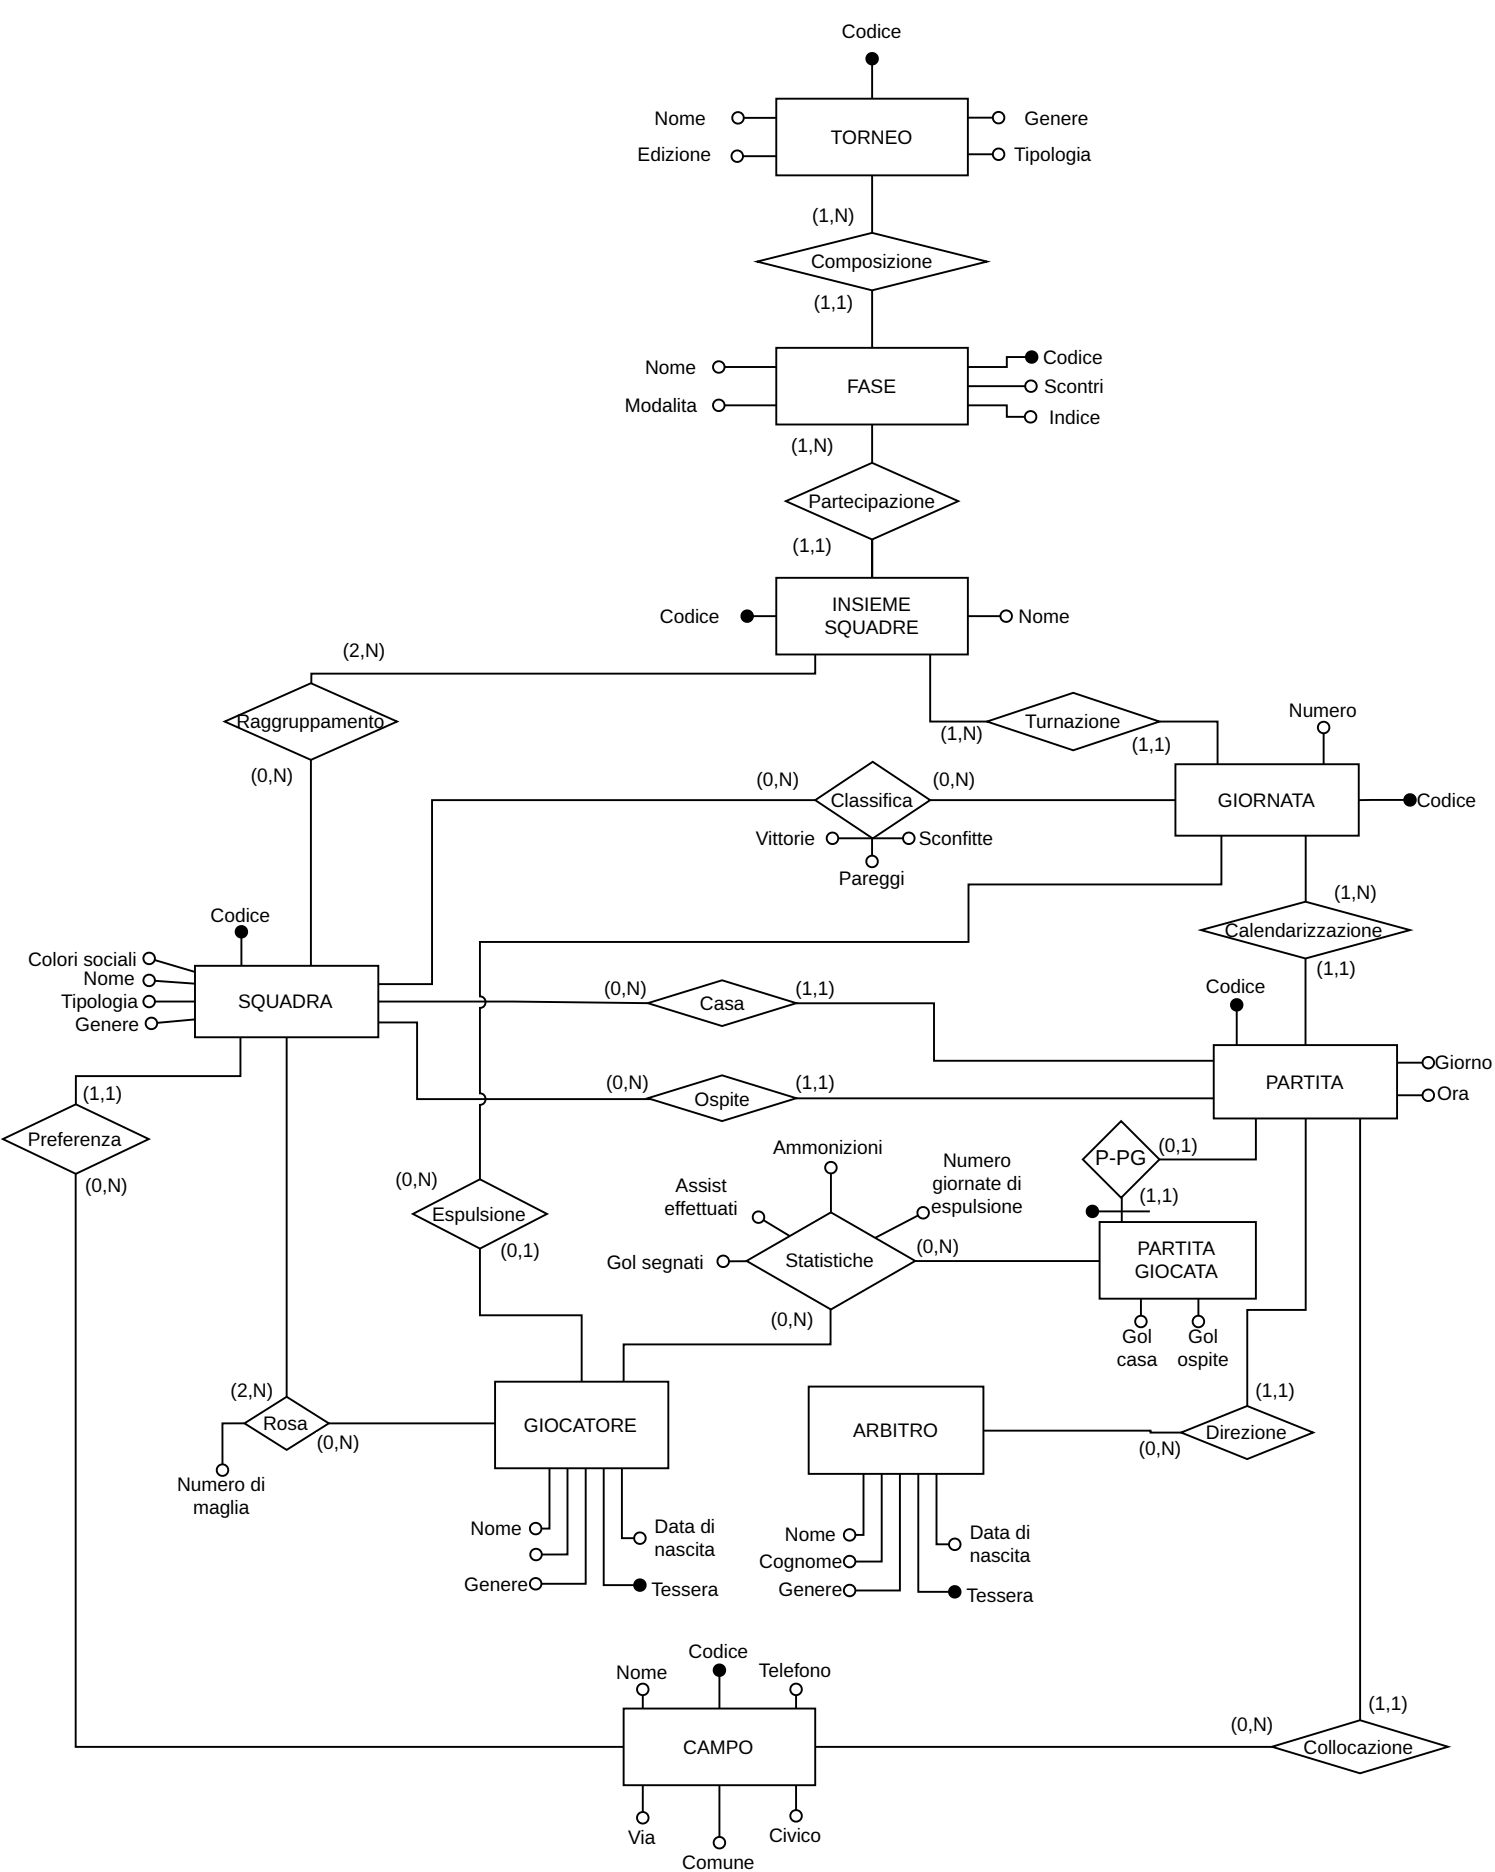 Codice
Nome
Genere
TORNEO
Edizione
Tipologia
(1,N)
Composizione
(1,1)
Codice
Nome
FASE
Scontri
Modalita
Indice
(1,N)
Partecipazione
(1,1)
INSIEME
SQUADRE
Codice
Nome
(2,N)
Raggruppamento
(0,N)
Turnazione
(1,N)
(1,1)
Numero
GIORNATA
Codice
(0,N)
Classifica
(0,N)
Vittorie
Sconfitte
Pareggi
(1,N)
Calendarizzazione
(1,1)
Codice
Colori sociali
Nome
Tipologia
Genere
SQUADRA
(0,N)
Casa
(1,1)
Codice
PARTITA
Giorno
Ora
(0,N)
Ospite
(1,1)
(1,1)
Preferenza
(0,N)
P-PG
(0,1)
(1,1)
Ammonizioni
Assist
effettuati
Numero
giornate di
espulsione
Gol segnati
Statistiche
(0,N)
(0,N)
(0,N)
Espulsione
(0,1)
PARTITA
GIOCATA
Gol
casa
Gol
ospite
(2,N)
Rosa
(0,N)
Numero di
maglia
GIOCATORE
ARBITRO
(1,1)
Direzione
(0,N)
Nome
Genere
Data di
nascita
Tessera
Nome
Cognome
Genere
Data di
nascita
Tessera
Codice
Nome
Telefono
CAMPO
Via
Comune
Civico
(1,1)
(0,N)
Collocazione